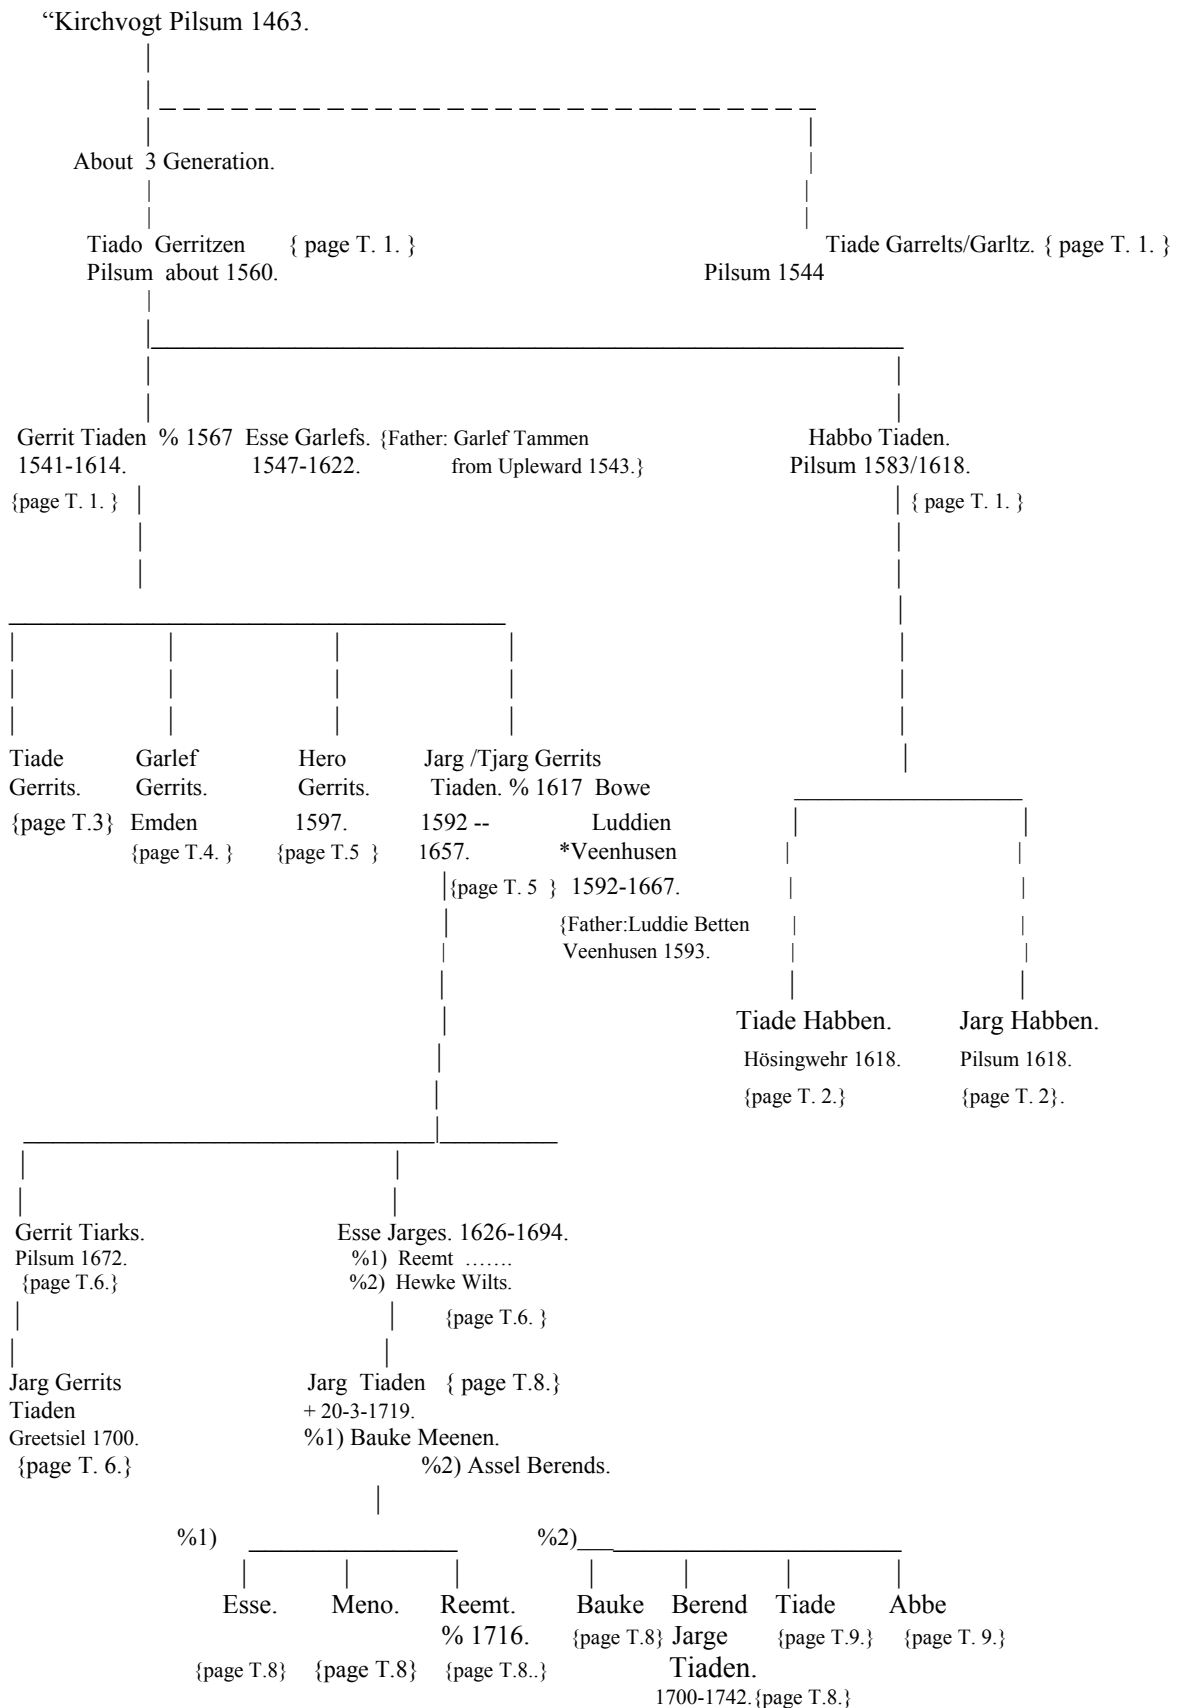 “Kirchvogt Pilsum 1463.
About 3 Generation.
Tiado Gerritzen { page T. 1. }
Pilsum about 1560.
Tiade Garrelts/Garltz. { page T. 1. }
Pilsum 1544
Gerrit Tiaden % 1567 Esse Garlefs. {Father: Garlef Tammen
1541-1614. 1547-1622. from Upleward 1543.}
{page T. 1. }
Habbo Tiaden.
Pilsum 1583/1618.
{ page T. 1. }
Tiade
Gerrits.
{page T.3}
Garlef
Gerrits.
Emden
{page T.4. }
Hero
Gerrits.
1597.
{page T.5 }
Jarg /Tjarg Gerrits
Tiaden. % 1617 Bowe
1592 -- Luddien
1657. *Veenhusen
{page T. 5 } 1592-1667.
{Father:Luddie Betten
Veenhusen 1593.
Tiade Habben.
Hösingwehr 1618.
{page T. 2.}
Jarg Habben.
Pilsum 1618.
{page T. 2}.
Gerrit Tiarks.
Pilsum 1672.
{page T.6.}
Esse Jarges. 1626-1694.
%1) Reemt …….
%2) Hewke Wilts.
{page T.6. }
Jarg Gerrits
Tiaden
Greetsiel 1700.
{page T. 6.}
Jarg Tiaden { page T.8.}
+ 20-3-1719.
%1) Bauke Meenen.
%2) Assel Berends.
%1) %2)
Esse.
{page T.8}
Meno.
{page T.8}
Reemt.
% 1716.
{page T.8..}
Bauke
{page T.8}
Berend
Jarge
Tiaden.
1700-1742.{page T.8.}
Tiade
{page T.9.}
Abbe
{page T. 9.}